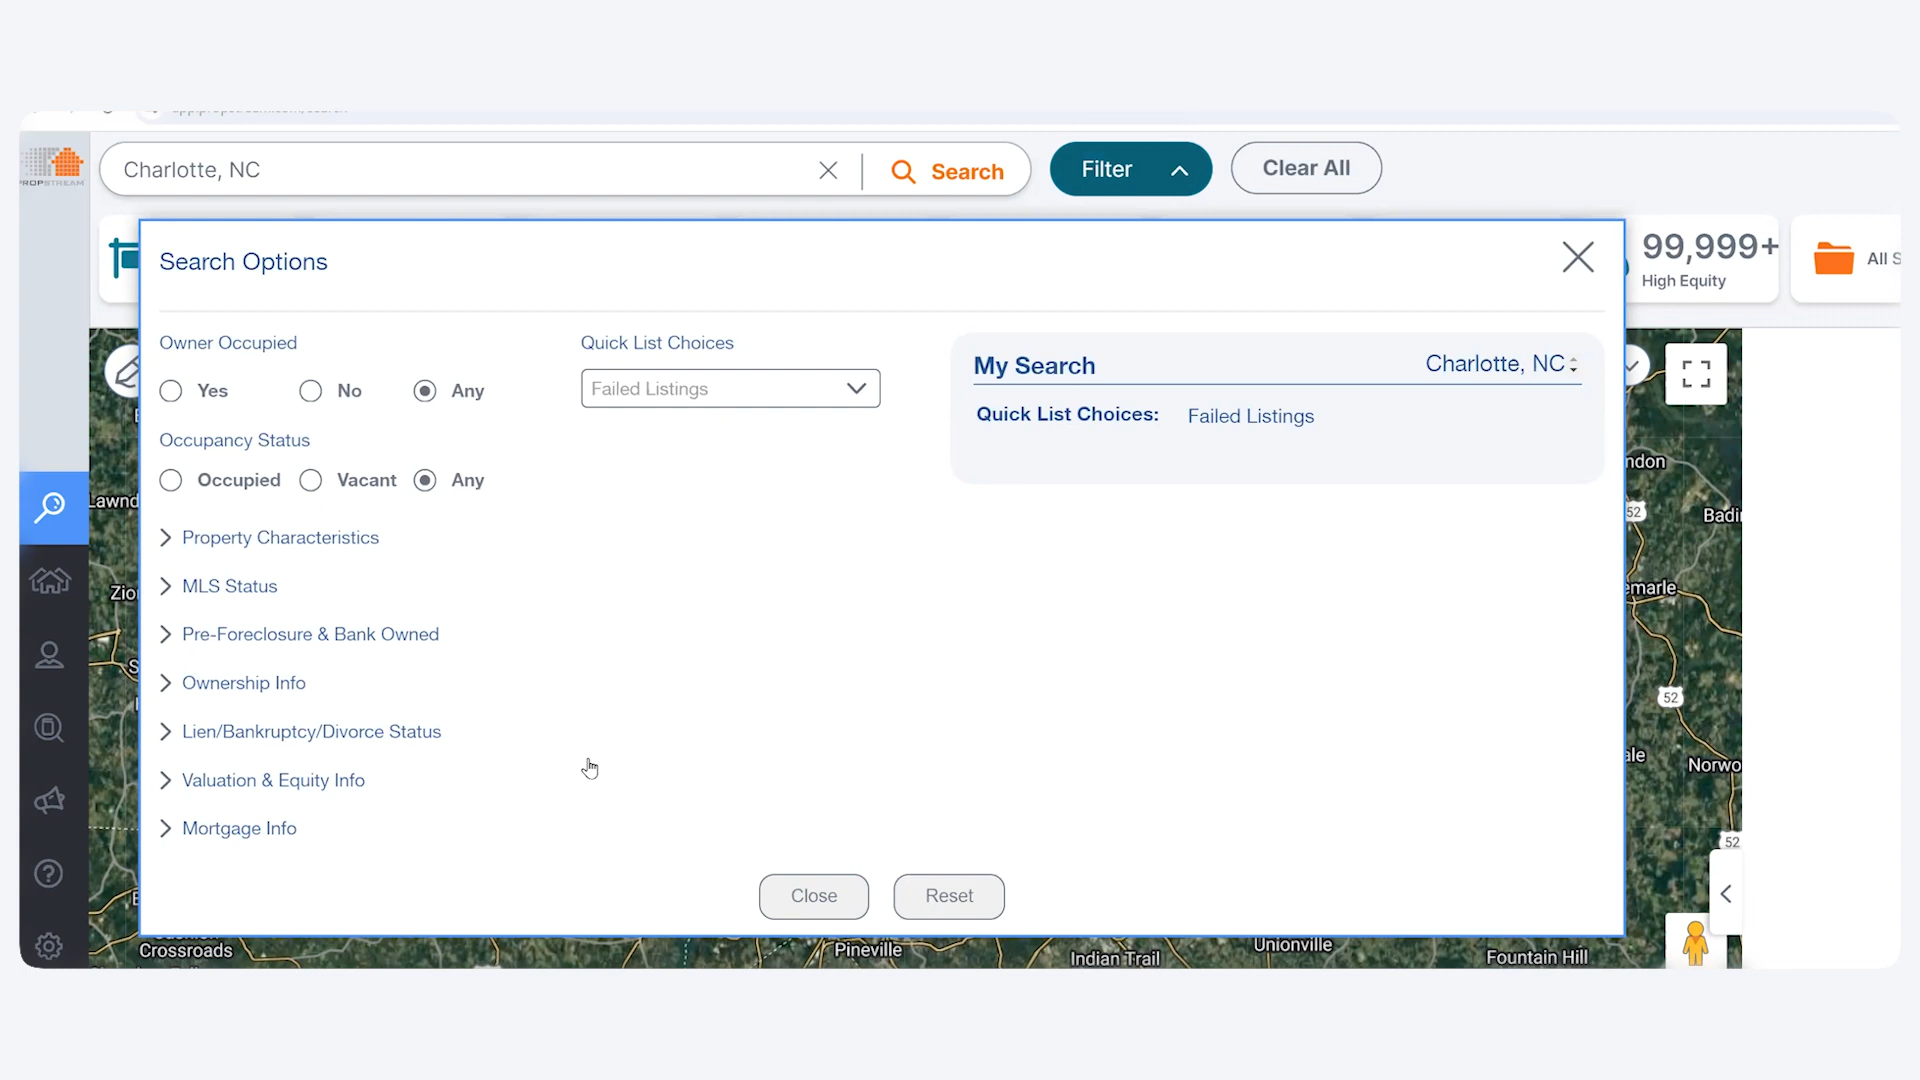 PROPSTREAM
Charlotte, NC
Search
Filter
Clear All
99,999+
High Equity
All S
Search Options
Owner Occupied
Yes
No
Any
Quick List Choices
Failed Listings
Occupancy Status
Occupied
Vacant
Any
Property Characteristics
MLS Status
Pre-Foreclosure & Bank Owned
Ownership Info
Lien/Bankruptcy/Divorce Status
Valuation & Equity Info
Mortgage Info
My Search
Charlotte, NC
Quick List Choices: Failed Listings
Close
Reset
Lawnd
Zio
ndon
52
Badi
emarle
52
ale
Norwo
52
Crossroads
Pineville
Indian Trail
Unionville
Fountain Hill